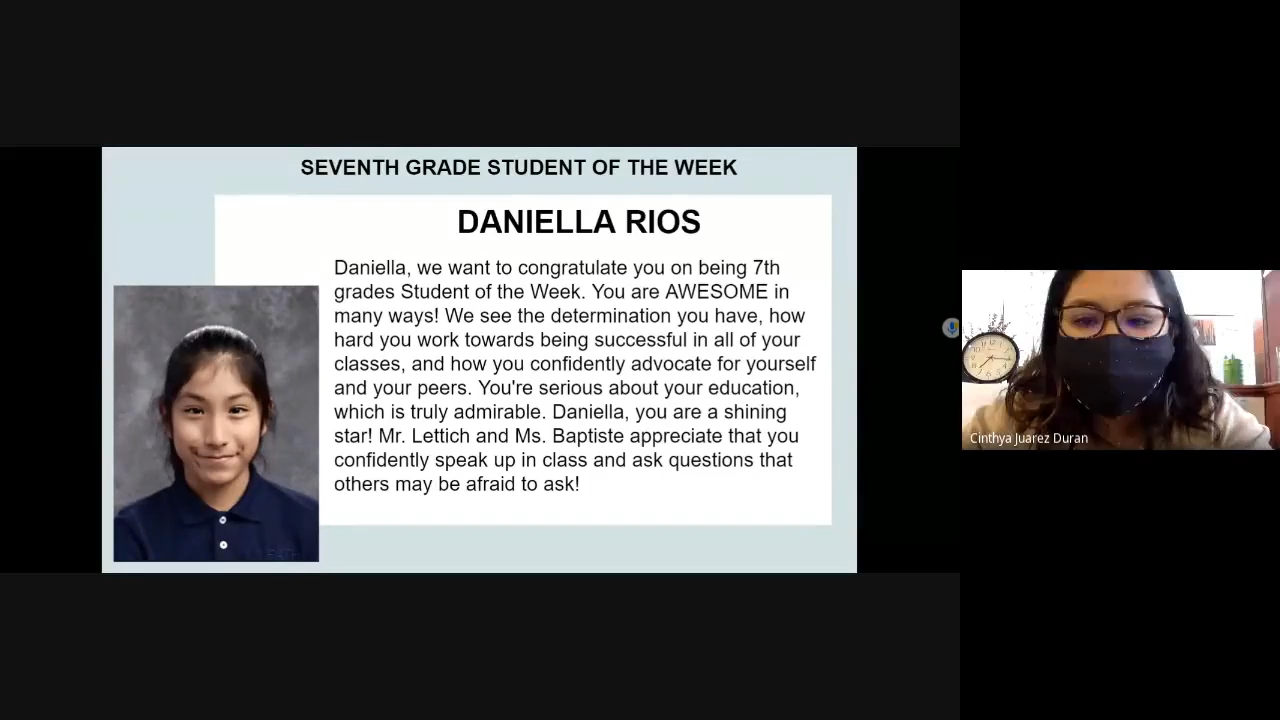 SEVENTH GRADE STUDENT OF THE WEEK
DANIELLA RIOS
Daniella, we want to congratulate you on being 7th
grades Student of the Week. You are AWESOME in
many ways! We see the determination you have, how
hard you work towards being successful in all of your
classes, and how you confidently advocate for yourself
and your peers. You're serious about your education,
which is truly admirable. Daniella, you are a shining
star! Mr. Lettich and Ms. Baptiste appreciate that you
confidently speak up in class and ask questions that
others may be afraid to ask!
Cinthya Juarez Duran